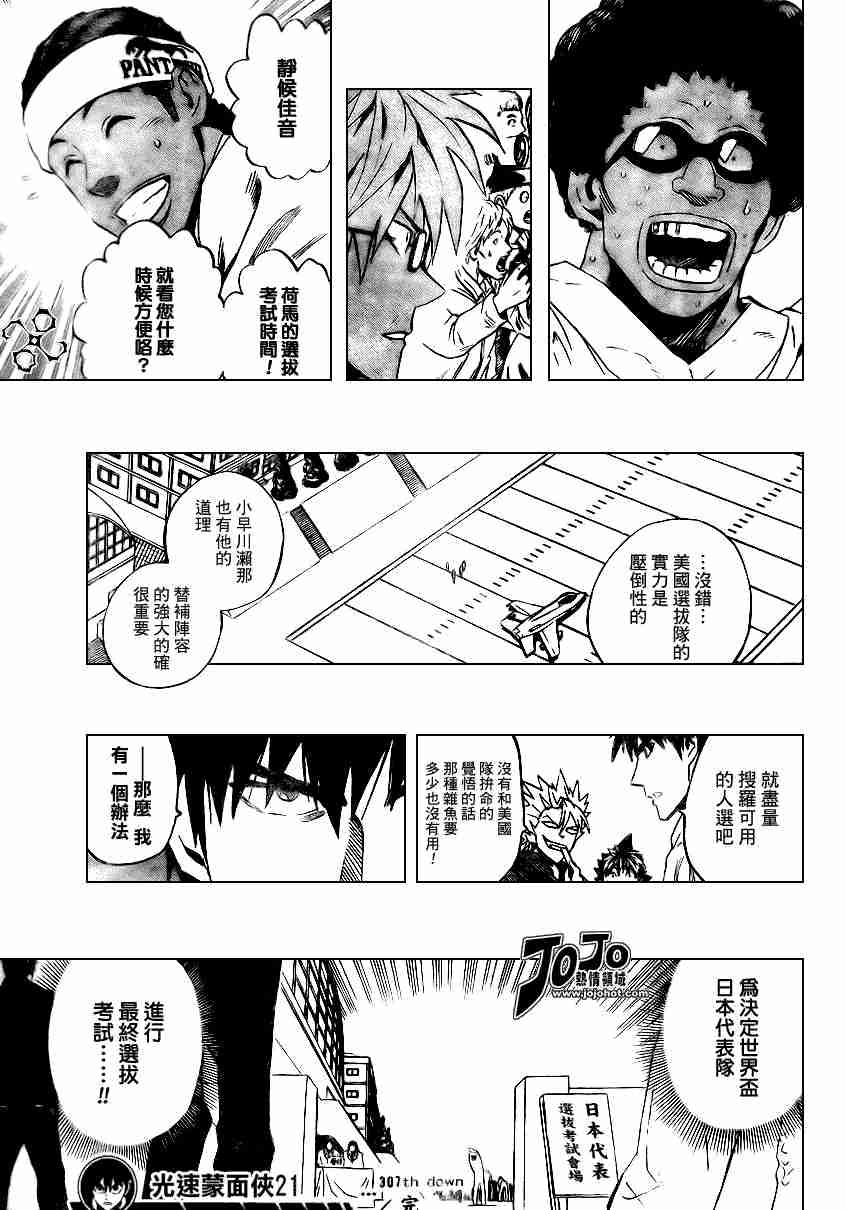 PANT
靜候佳音
荷馬的選拔
考試時間！
就看您什麼
時候方便咯？
…沒錯…
美國選拔隊的
實力是
壓倒性的
小早川瀨那
也有他的
道理
替補陣容
的強大的確
很重要
就盡量
搜羅可用
的人選吧
沒有和美國
隊拚命的
覺悟的話
那種雜魚要
多少也沒有用！
——那麼 我
有一個辦法
為決定世界盃
日本代表隊
JOJO
熱情領域
www.jojohot.com
進行
最終選拔
考試……!!
日本代表
選拔考試會場
光速蒙面俠21
…307th down
完